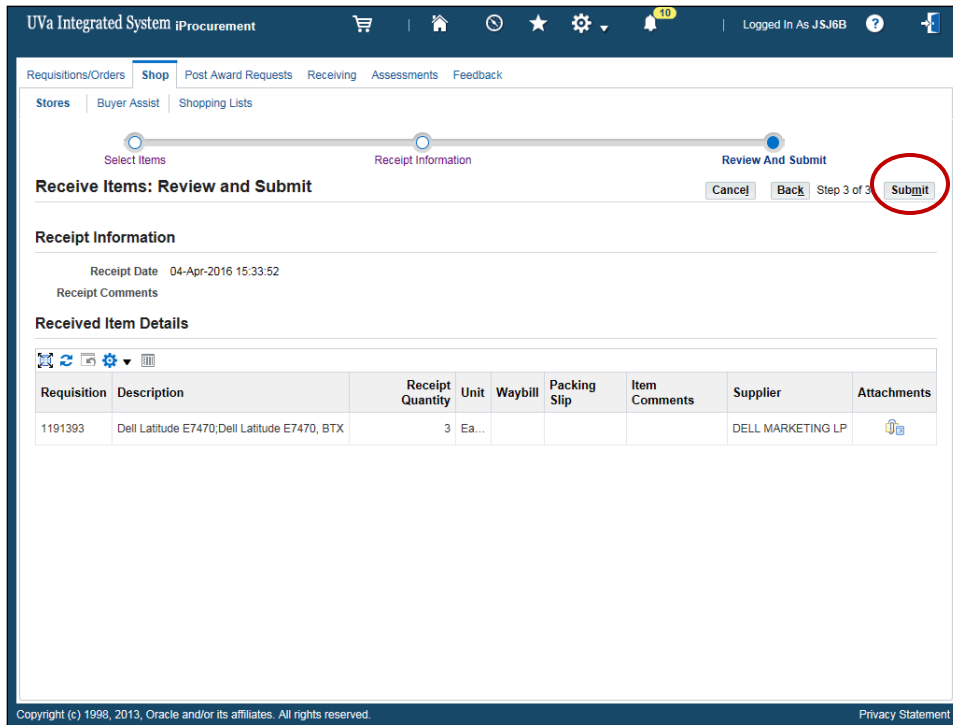 UVa Integrated System iProcurement
10
Logged In As JSJ6B
?
Requisitions/Orders Shop Post Award Requests Receiving Assessments Feedback
Stores Buyer Assist Shopping Lists
Select Items Receipt Information Review And Submit
Receive Items: Review and Submit
Cancel Back Step 3 of 3 Submit
Receipt Information
Receipt Date 04-Apr-2016 15:33:52
Receipt Comments
Received Item Details
Requisition Description Receipt Quantity Unit Waybill Packing Slip Item Comments Supplier Attachments
1191393 Dell Latitude E7470;Dell Latitude E7470, BTX 3 Ea... DELL MARKETING LP
Copyright (c) 1998, 2013, Oracle and/or its affiliates. All rights reserved. Privacy Statement